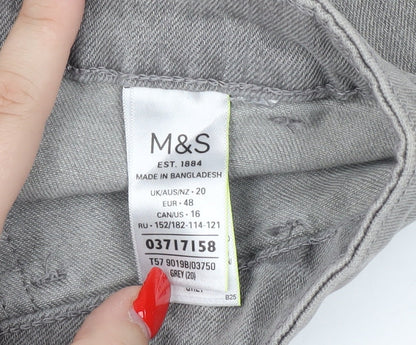 M&S
EST. 1884
MADE IN BANGLADESH
UK/AUS/NZ - 20
EUR - 48
CAN/US - 16
RU - 152/182-114-121
03717158
T57 9019B/03750
GREY (20)
B25